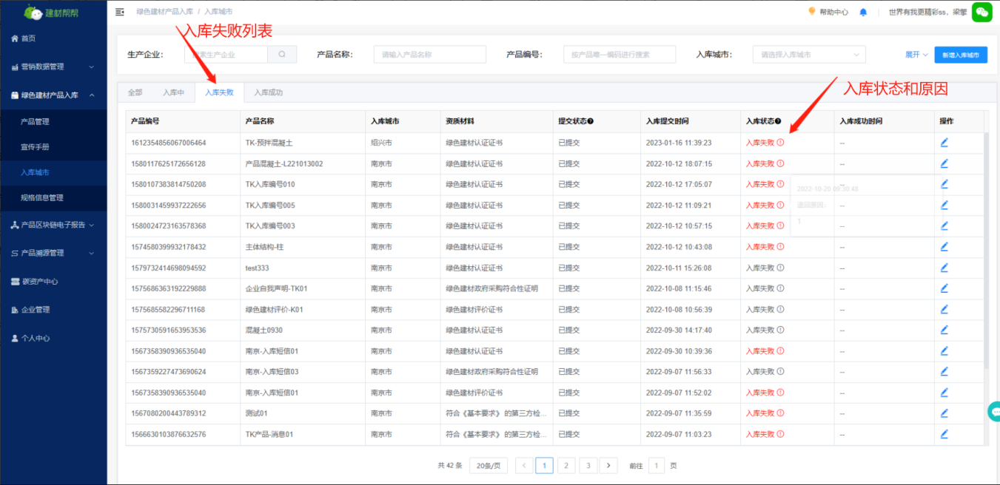 建材帮帮
绿色建材产品入库 / 入库城市
帮助中心
世界有我更精彩ss，梁擎
首页
营销数据管理
绿色建材产品入库
产品管理
宣传手册
入库城市
规格信息管理
产品区块链电子报告
产品溯源管理
碳资产中心
企业管理
个人中心
入库失败列表
生产企业： 索生产企业 产品名称： 请输入产品名称 产品编号： 按产品唯一编码进行搜索 入库城市： 请选择入库城市 展开 新增入库城市
入库状态和原因
全部 入库中 入库失败 入库成功
产品编号 产品名称 入库城市 资质材料 提交状态 入库提交时间 入库状态 入库成功时间 操作
1612354856067006464 TK-预拌混凝土 绍兴市 绿色建材认证证书 已提交 2023-01-16 11:39:23 入库失败 --
1580117625172656128 产品混凝土-L221013002 南京市 绿色建材认证证书 已提交 2022-10-12 18:07:15 入库失败 --
1580107383814750208 TK入库编号010 南京市 绿色建材认证证书 已提交 2022-10-12 17:05:07 入库失败 --
2022-10-20 09:30:48
1580031459937222656 TK入库编号005 南京市 绿色建材认证证书 已提交 2022-10-12 11:09:21 入库失败 --
退回原因：
1580024723163578368 TK入库编号003 南京市 绿色建材认证证书 已提交 2022-10-12 10:57:15 入库失败 --
1
1574580399932178432 主体结构-柱 南京市 绿色建材认证证书 已提交 2022-10-12 10:43:08 入库失败 --
1579732414698094592 test333 南京市 绿色建材认证证书 已提交 2022-10-11 15:26:08 入库失败 --
1575686363192229888 企业自我声明-TK01 南京市 绿色建材政府采购符合性证明 已提交 2022-10-08 11:15:46 入库失败 --
1575685582296711168 绿色建材评价-K01 南京市 绿色建材评价证书 已提交 2022-10-08 10:56:39 入库失败 --
1575730591653953536 混凝土0930 南京市 绿色建材认证证书 已提交 2022-09-30 14:17:40 入库失败 --
1567358390936535040 南京-入库短信01 南京市 绿色建材认证证书 已提交 2022-09-30 10:39:36 入库失败 --
1567359227473690624 南京-入库短信03 南京市 绿色建材政府采购符合性证明 已提交 2022-09-07 11:56:33 入库失败 --
1567358390936535040 南京-入库短信01 南京市 绿色建材评价证书 已提交 2022-09-07 11:52:02 入库失败 --
1567080200443789312 测试01 南京市 符合《基本要求》的第三方检... 已提交 2022-09-07 11:35:59 入库失败 --
1566630103876632576 TK产品-消息01 南京市 符合《基本要求》的第三方检... 已提交 2022-09-07 11:03:23 入库失败 --
共 42 条 20条/页 1 2 3 前往 1 页